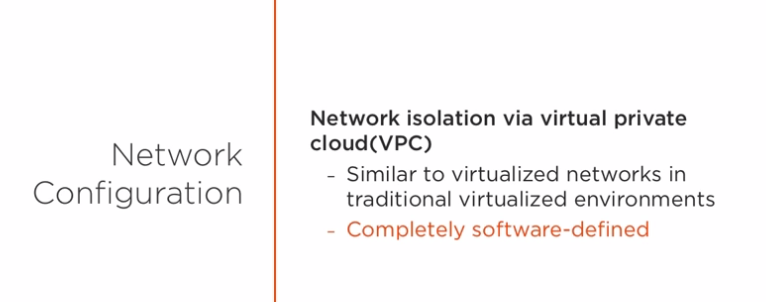 Network
Configuration
Network isolation via virtual private
cloud(VPC)
– Similar to virtualized networks in
traditional virtualized environments
– Completely software-defined